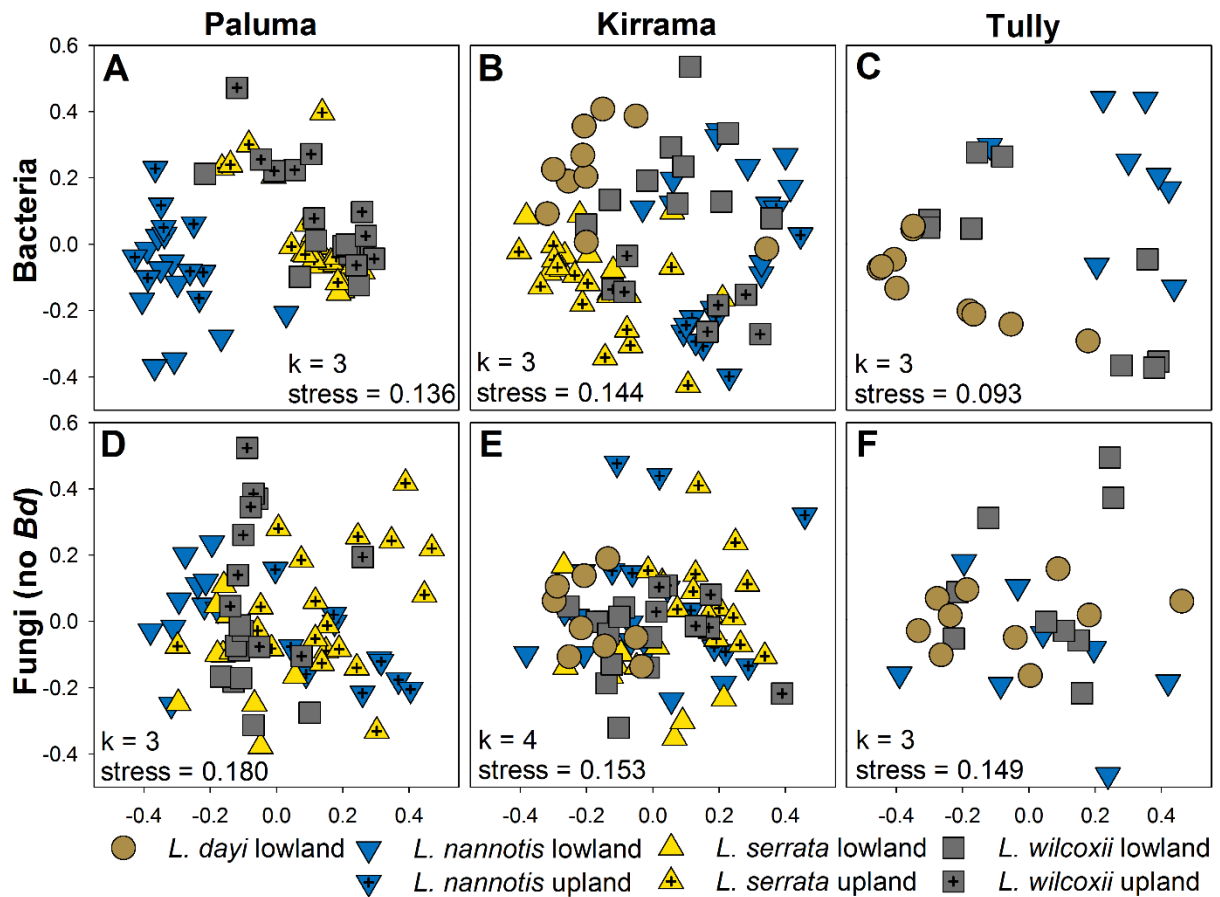 Paluma Kirrama Tully
Bacteria
A B C
0.6
0.4
0.2
0.0
-0.2
-0.4
k = 3
stress = 0.136
k = 3
stress = 0.144
k = 3
stress = 0.093
Fungi (no Bd)
D E F
0.6
0.4
0.2
0.0
-0.2
-0.4
k = 3
stress = 0.180
k = 4
stress = 0.153
k = 3
stress = 0.149
-0.4 -0.2 0.0 0.2 0.4 -0.4 -0.2 0.0 0.2 0.4 -0.4 -0.2 0.0 0.2 0.4
L. dayi lowland L. nannotis lowland L. serrata lowland L. wilcoxii lowland
L. nannotis upland L. serrata upland L. wilcoxii upland